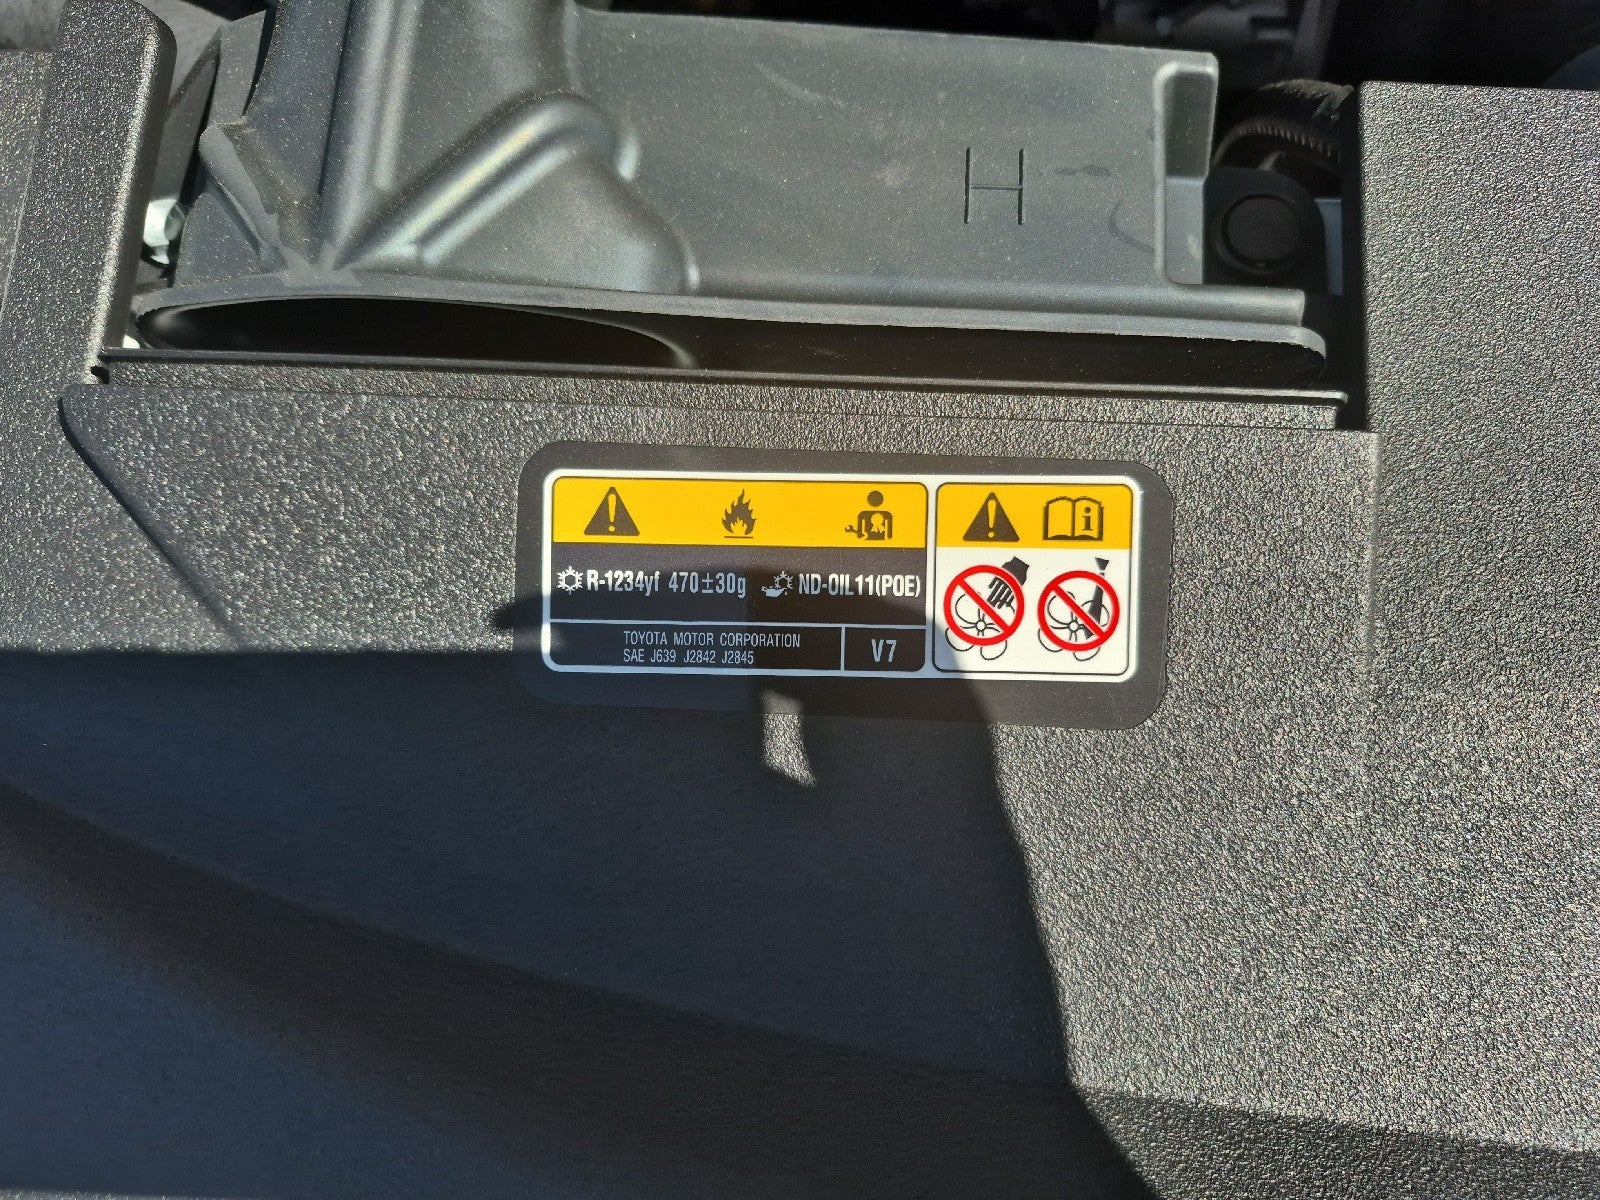 H
R-1234yf 470±30g ND-OIL11(POE)
TOYOTA MOTOR CORPORATION
SAE J639 J2842 J2845
V7